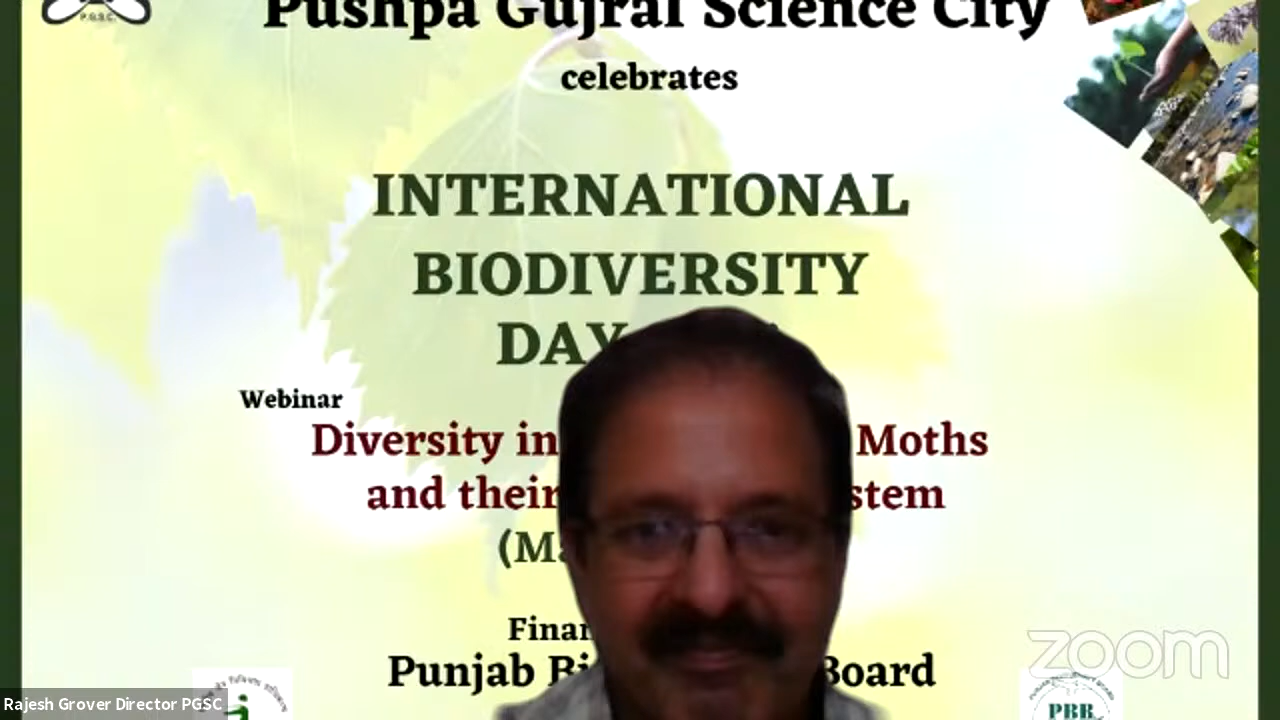 P.G.S.C.
Pushpa Gujral Science City
celebrates
INTERNATIONAL
BIODIVERSITY
DAY
Webinar
Diversity in Moths
and their
(Ma
Punjab Board
zoom
Rajesh Grover Director PGSC
PBB